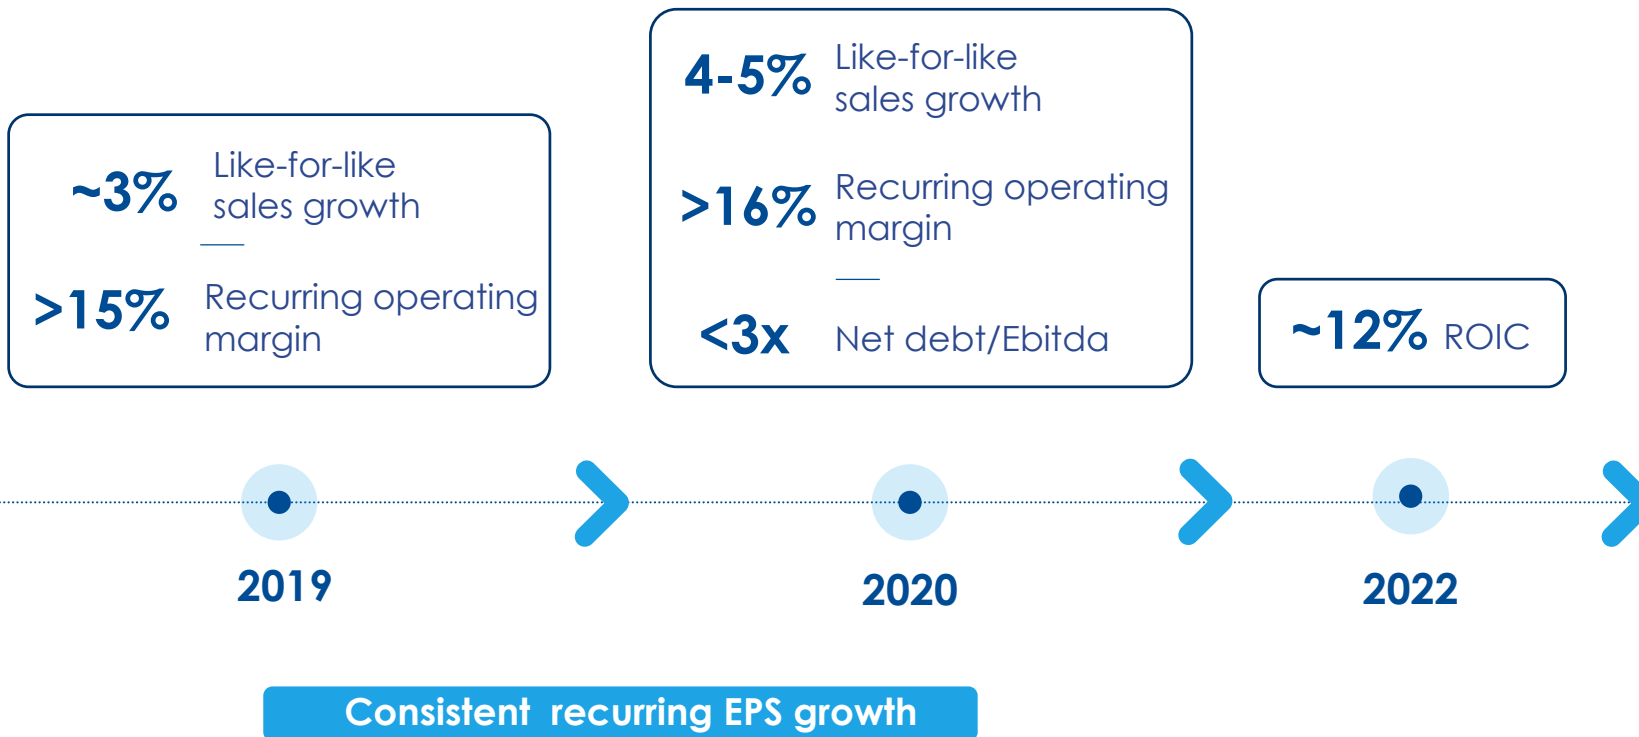 ~3% Like-for-like
sales growth
>15% Recurring operating
margin
4-5% Like-for-like
sales growth
>16% Recurring operating
margin
<3x Net debt/Ebitda
~12% ROIC
2019
2020
2022
Consistent recurring EPS growth